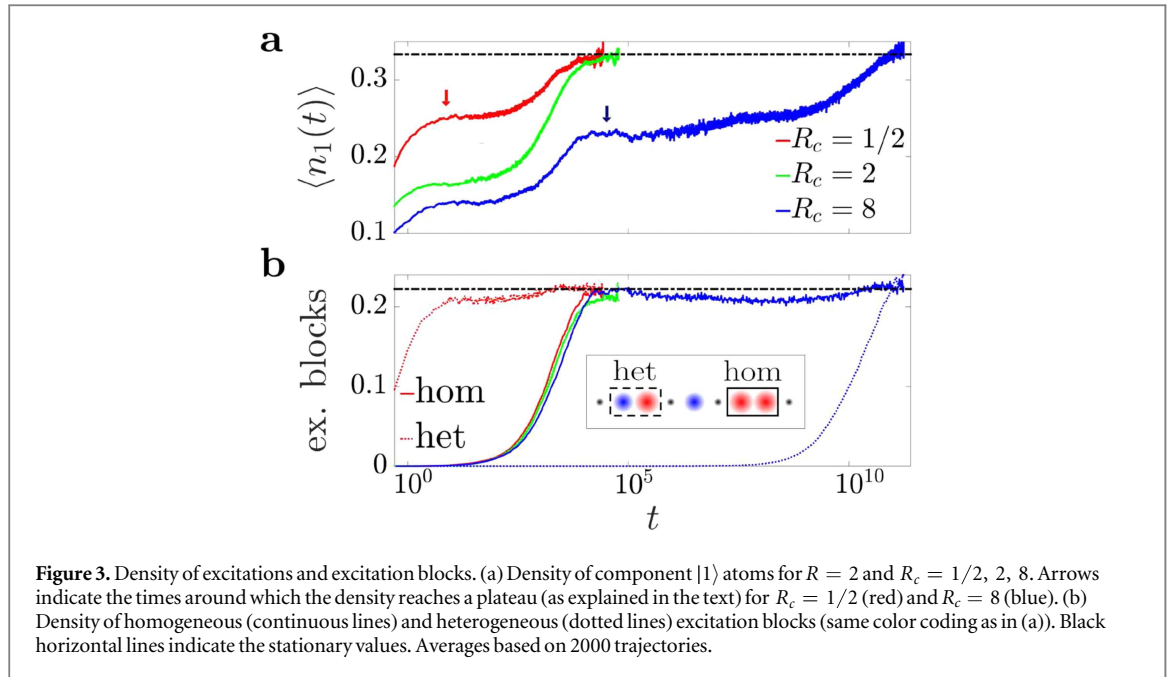 a
0.3
0.2
0.1
⟨n₁(t)⟩
R_c = 1/2
R_c = 2
R_c = 8
b
0.2
0.1
0
ex. blocks
hom
het
het hom
10⁰ 10⁵ 10¹⁰
t
Figure 3. Density of excitations and excitation blocks. (a) Density of component |1⟩ atoms for R = 2 and R_c = 1/2, 2, 8. Arrows
indicate the times around which the density reaches a plateau (as explained in the text) for R_c = 1/2 (red) and R_c = 8 (blue). (b)
Density of homogeneous (continuous lines) and heterogeneous (dotted lines) excitation blocks (same color coding as in (a)). Black
horizontal lines indicate the stationary values. Averages based on 2000 trajectories.